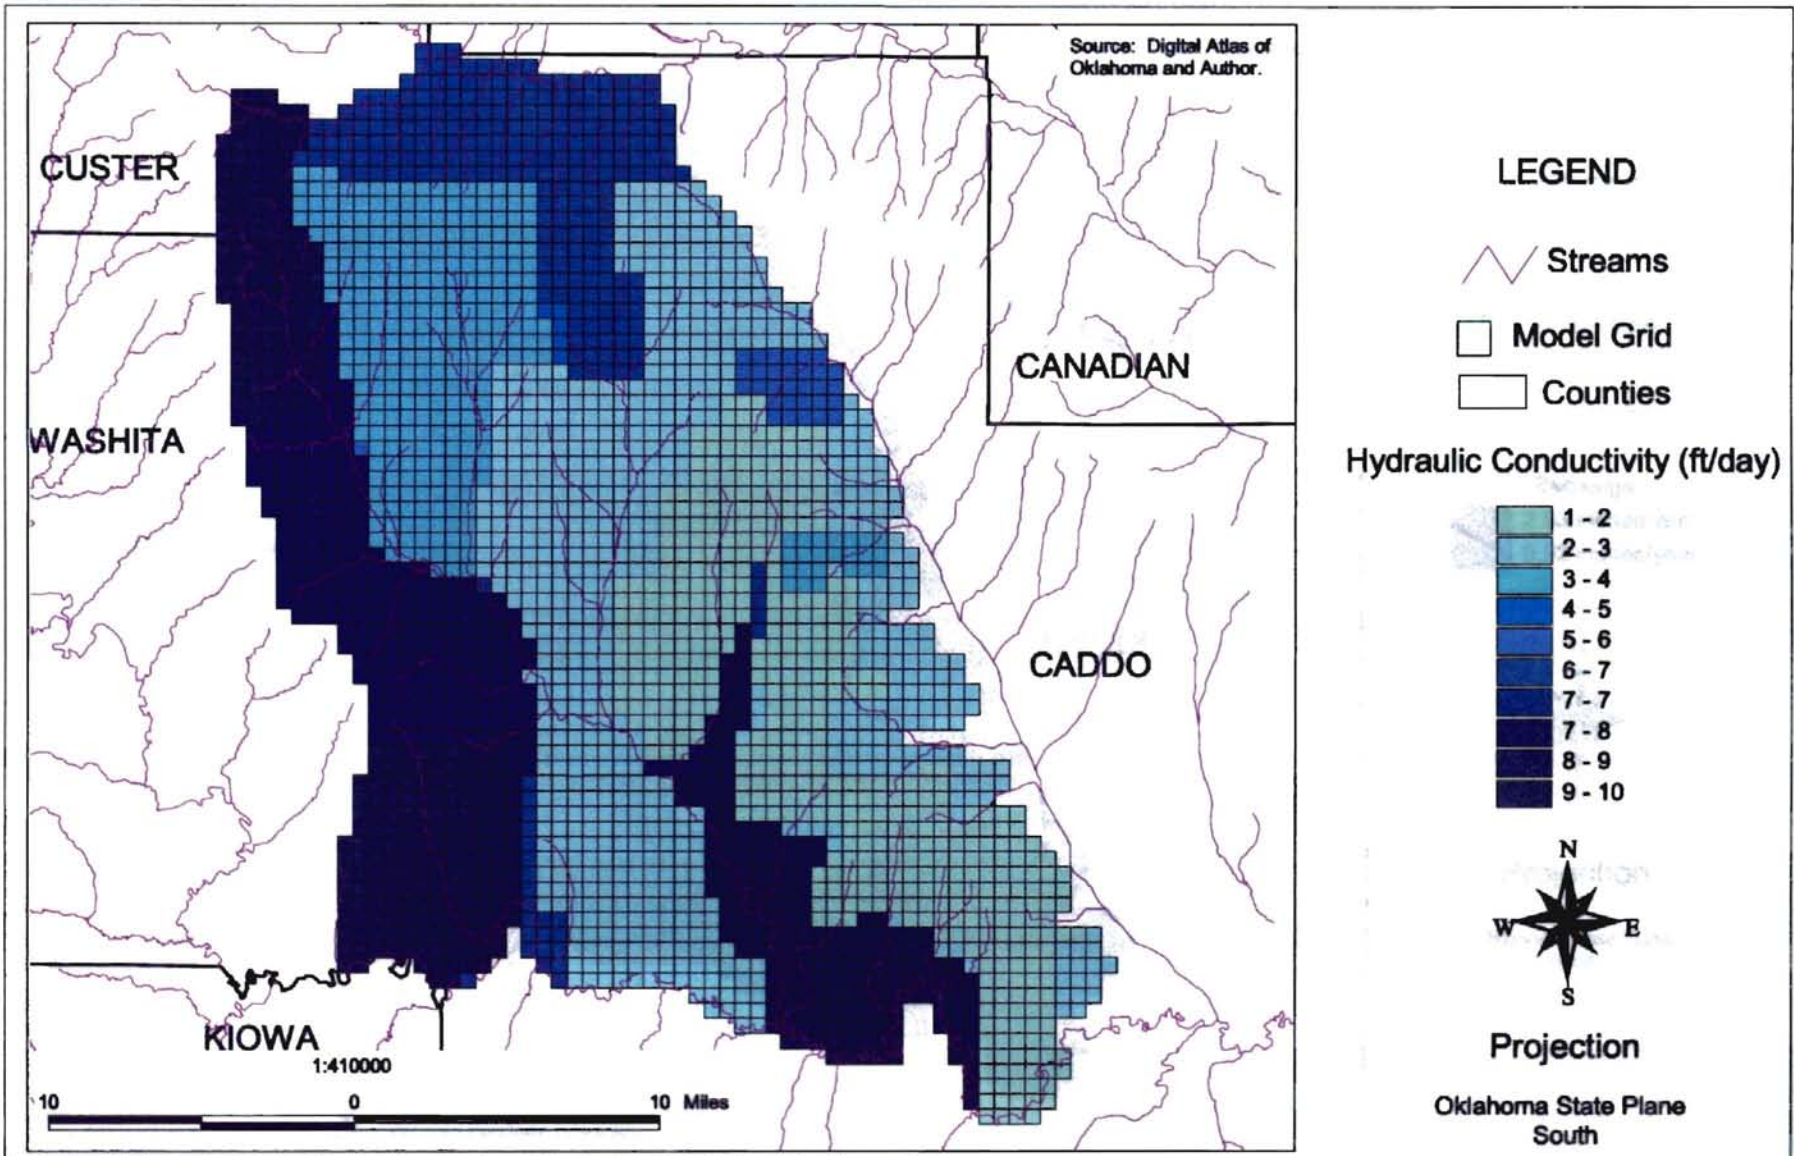 Source: Digital Atlas of
Oklahoma and Author.
CUSTER
CANADIAN
WASHITA
CADDO
KIOWA
1:410000
10 0 10 Miles
LEGEND
Streams
Model Grid
Counties
Hydraulic Conductivity (ft/day)
1 - 2
2 - 3
3 - 4
4 - 5
5 - 6
6 - 7
7 - 7
7 - 8
8 - 9
9 - 10
N
W E
S
Projection
Oklahoma State Plane
South